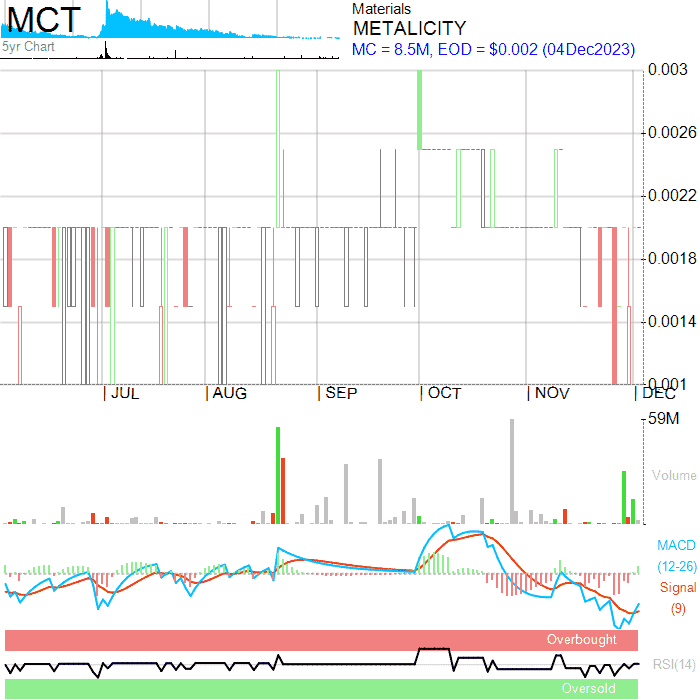 MCT
5yr Chart
Materials
METALICITY
MC = 8.5M, EOD = $0.002 (04Dec2023)
0.003
0.0026
0.0022
0.0018
0.0014
0.001
JUL
AUG
SEP
OCT
NOV
DEC
59M
Volume
MACD
(12-26)
Signal
(9)
Overbought
RSI(14)
Oversold